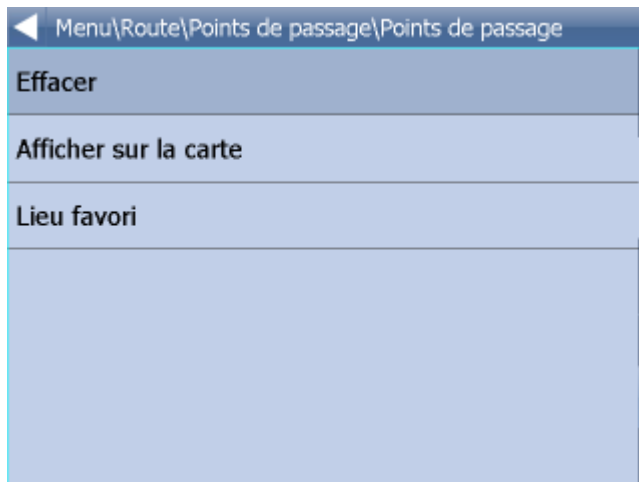 Menu\Route\Points de passage\Points de passage
Effacer
Afficher sur la carte
Lieu favori